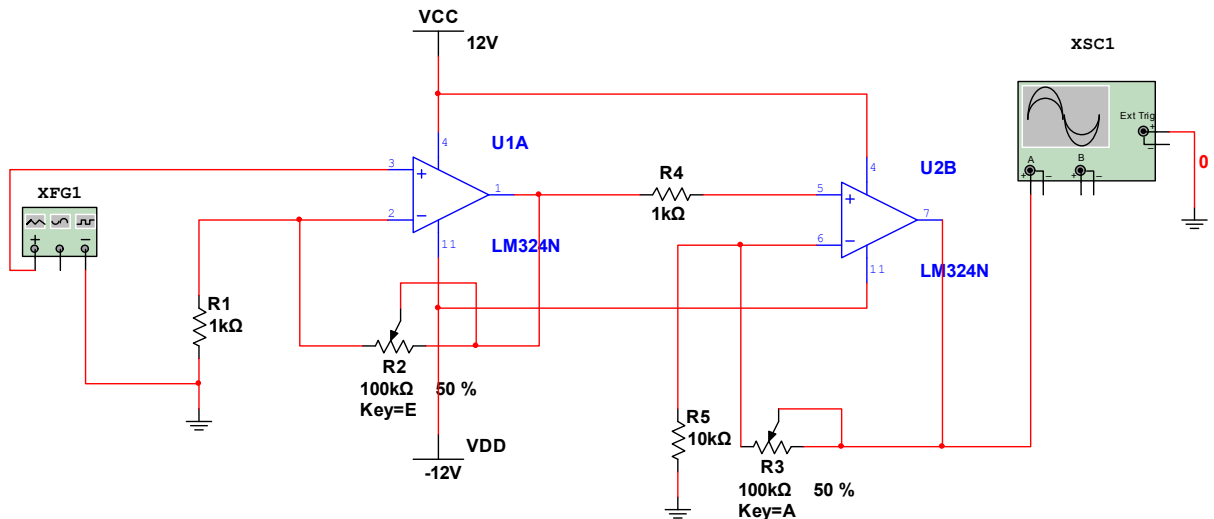 VCC
12V
XSC1
Ext Trig
+
−
A
B
+
−
+
−
0
4
U1A
3
+
1
2
−
11
LM324N
R4
1kΩ
4
U2B
5
+
7
6
−
11
LM324N
XFG1
+
−
R1
1kΩ
R2
100kΩ 50 %
Key=E
VDD
-12V
R5
10kΩ
R3
100kΩ 50 %
Key=A